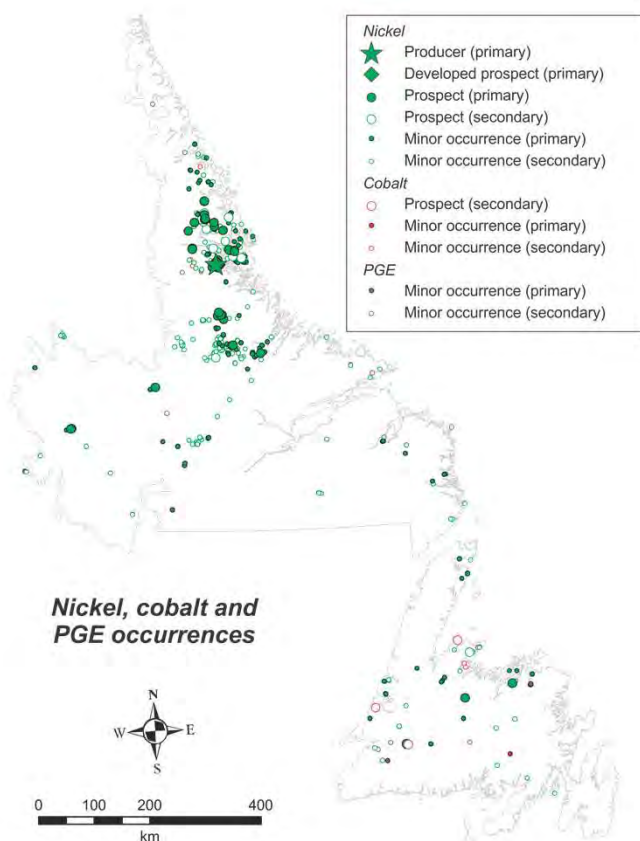 Nickel
Producer (primary)
Developed prospect (primary)
Prospect (primary)
Prospect (secondary)
Minor occurrence (primary)
Minor occurrence (secondary)
Cobalt
Prospect (secondary)
Minor occurrence (primary)
Minor occurrence (secondary)
PGE
Minor occurrence (primary)
Minor occurrence (secondary)
Nickel, cobalt and
PGE occurrences
N
W E
S
0 100 200 400
km